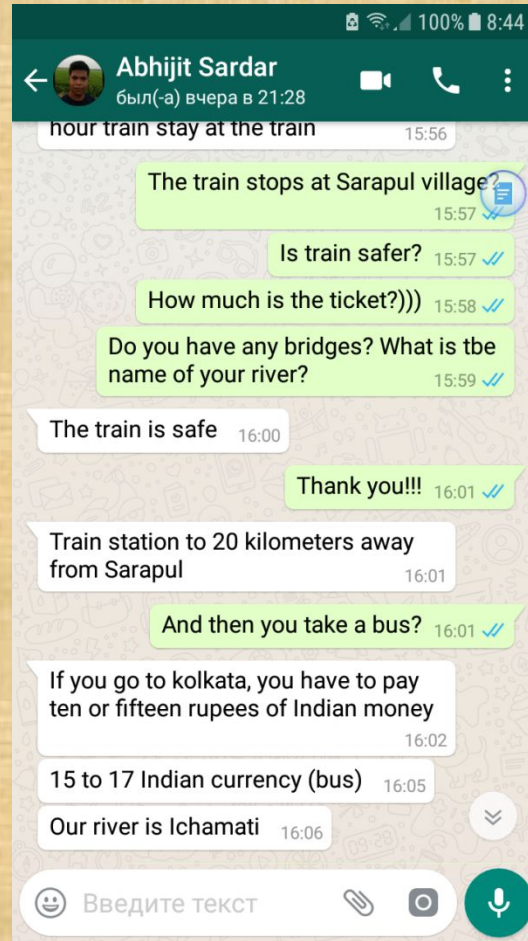 100% 8:44
Abhijit Sardar
был(-а) вчера в 21:28
hour train stay at the train
15:56
The train stops at Sarapul village?
15:57
Is train safer? 15:57
How much is the ticket?))) 15:58
Do you have any bridges? What is tbe
name of your river? 15:59
The train is safe 16:00
Thank you!!! 16:01
Train station to 20 kilometers away
from Sarapul 16:01
And then you take a bus? 16:01
If you go to kolkata, you have to pay
ten or fifteen rupees of Indian money
16:02
15 to 17 Indian currency (bus) 16:05
Our river is Ichamati 16:06
Введите текст